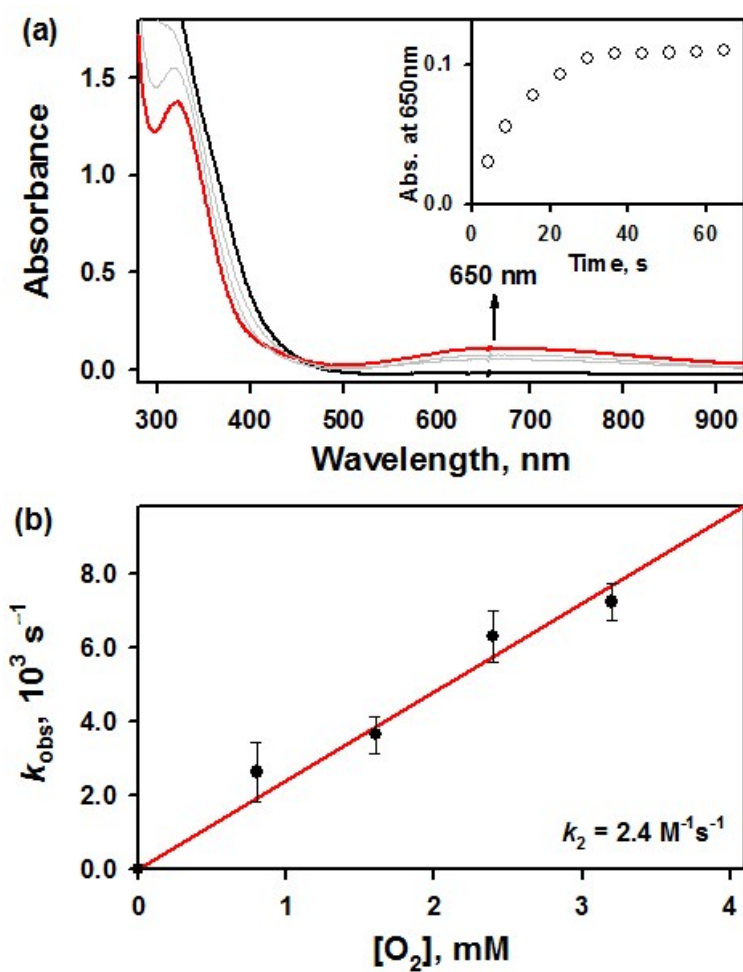 (a)
Absorbance
1.5
1.0
0.5
0.0
300 400 500 600 700 800 900
Wavelength, nm
650 nm
Abs. at 650nm
0.1
0.0
0 20 40 60
Time, s
(b)
k_obs, 10³ s⁻¹
8.0
6.0
4.0
2.0
0.0
0 1 2 3 4
[O₂], mM
k₂ = 2.4 M⁻¹s⁻¹